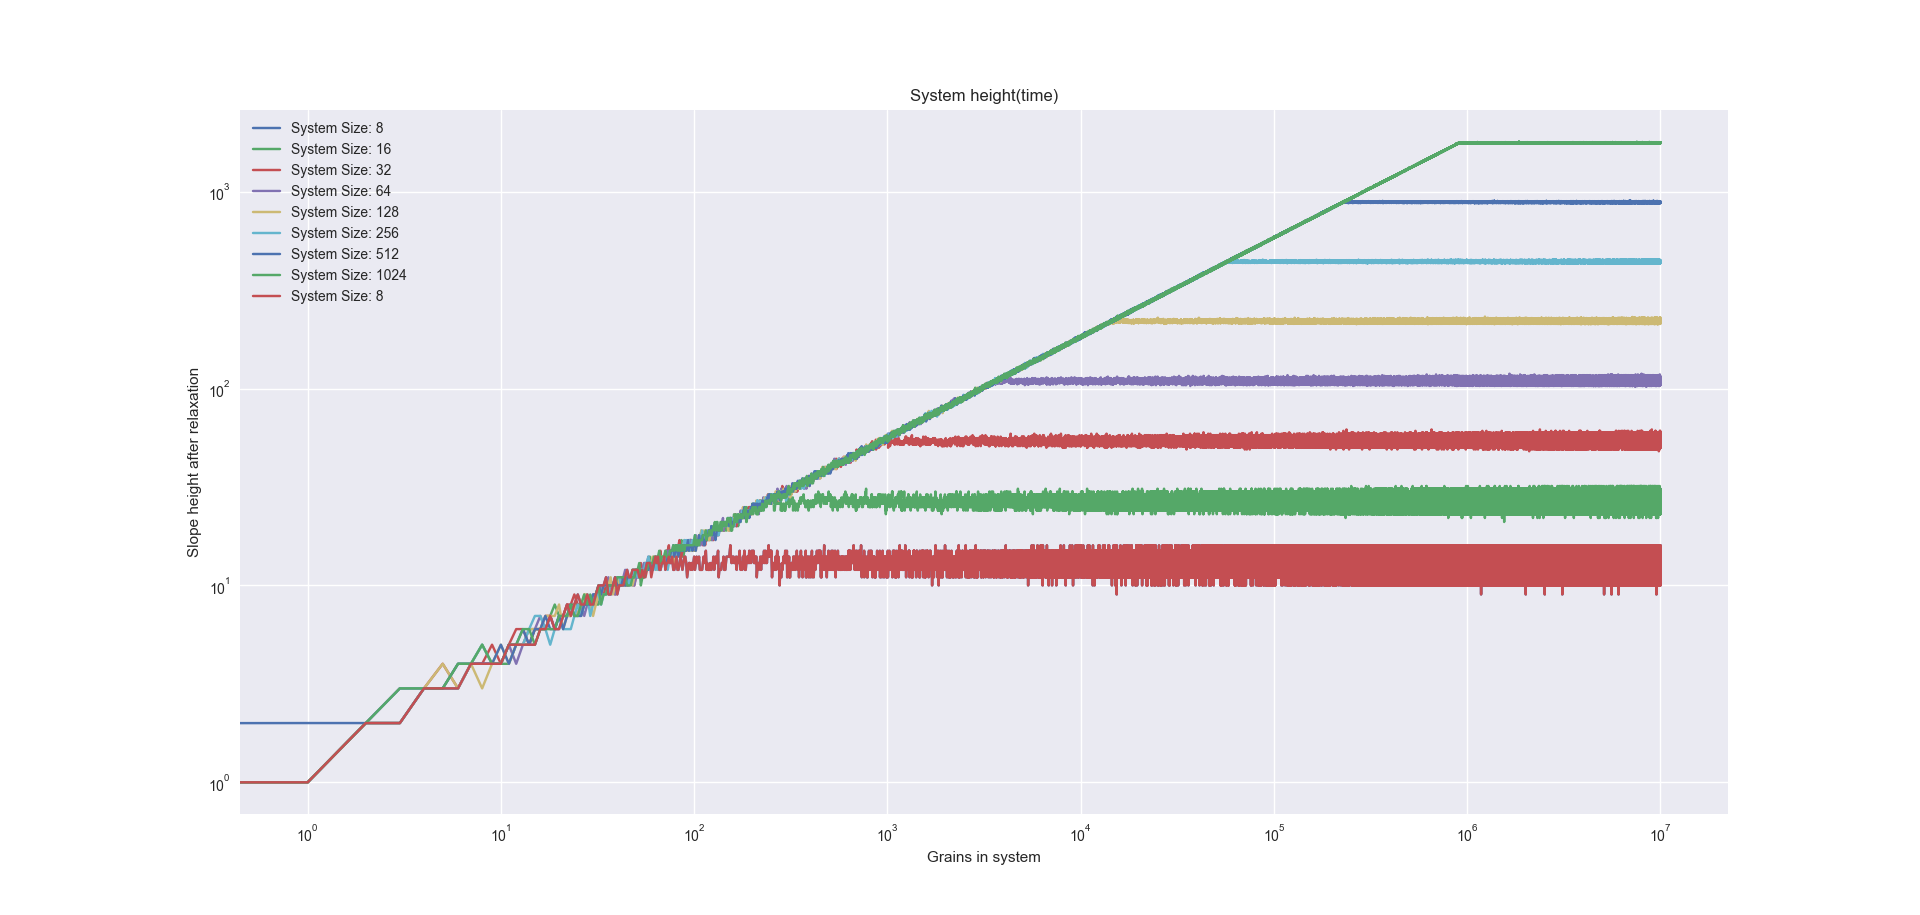 System height(time)
System Size: 8
System Size: 16
System Size: 32
System Size: 64
System Size: 128
System Size: 256
System Size: 512
System Size: 1024
System Size: 8
Slope height after relaxation
10³
10²
10¹
10⁰
10⁰ 10¹ 10² 10³ 10⁴ 10⁵ 10⁶ 10⁷
Grains in system